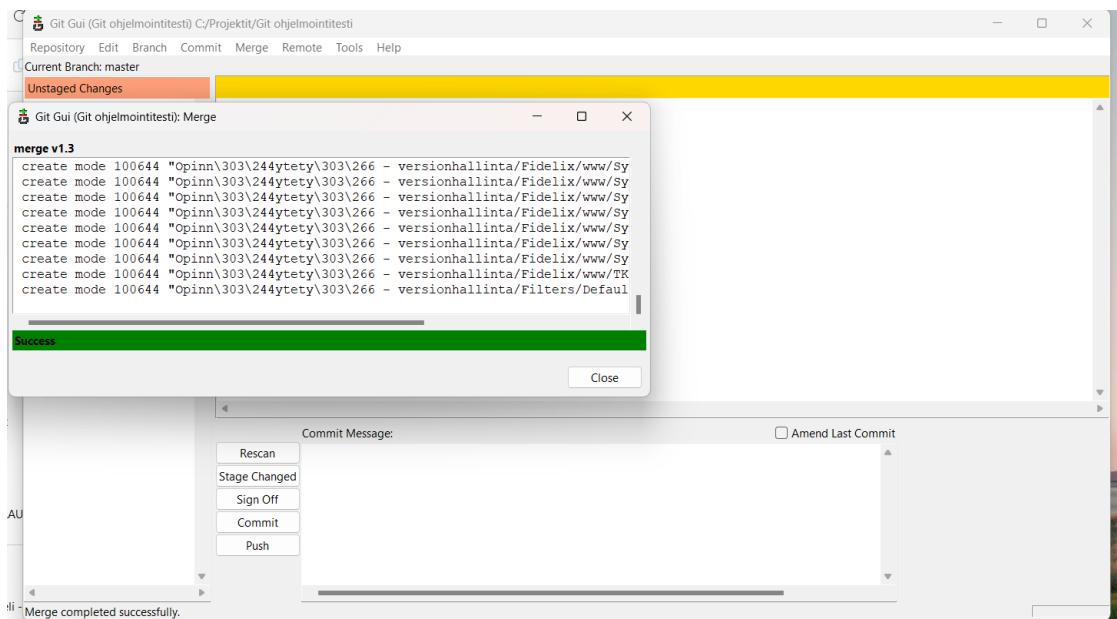 Git Gui (Git ohjelmointitesti) C:/Projektit/Git ohjelmointitesti
Repository Edit Branch Commit Merge Remote Tools Help
Current Branch: master
Unstaged Changes
Git Gui (Git ohjelmointitesti): Merge
merge v1.3
create mode 100644 "Opinn\303\244ytety\303\266 - versionhallinta/Fidelix/www/Sy
create mode 100644 "Opinn\303\244ytety\303\266 - versionhallinta/Fidelix/www/Sy
create mode 100644 "Opinn\303\244ytety\303\266 - versionhallinta/Fidelix/www/Sy
create mode 100644 "Opinn\303\244ytety\303\266 - versionhallinta/Fidelix/www/Sy
create mode 100644 "Opinn\303\244ytety\303\266 - versionhallinta/Fidelix/www/Sy
create mode 100644 "Opinn\303\244ytety\303\266 - versionhallinta/Fidelix/www/Sy
create mode 100644 "Opinn\303\244ytety\303\266 - versionhallinta/Fidelix/www/Sy
create mode 100644 "Opinn\303\244ytety\303\266 - versionhallinta/Fidelix/www/TK
create mode 100644 "Opinn\303\244ytety\303\266 - versionhallinta/Filters/Defaul
Success
Close
Commit Message:
Amend Last Commit
Rescan
Stage Changed
Sign Off
AU
Commit
Push
eli -
Merge completed successfully.